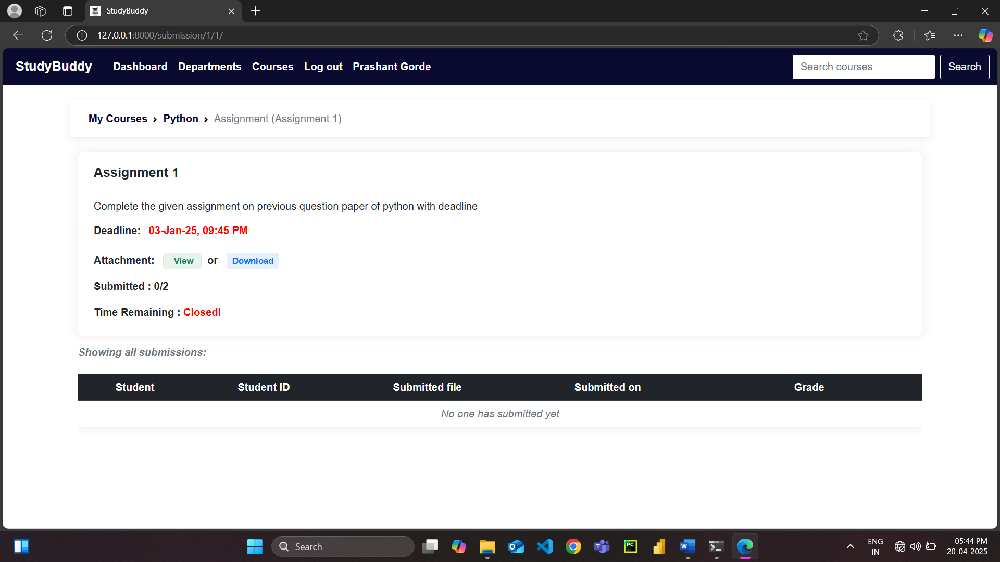 StudyBuddy
127.0.0.1:8000/submission/1/1/
StudyBuddy Dashboard Departments Courses Log out Prashant Gorde Search courses Search
My Courses › Python › Assignment (Assignment 1)
Assignment 1
Complete the given assignment on previous question paper of python with deadline
Deadline: 03-Jan-25, 09:45 PM
Attachment: View or Download
Submitted : 0/2
Time Remaining : Closed!
Showing all submissions:
Student Student ID Submitted file Submitted on Grade
No one has submitted yet
Search
ENG
IN
05:44 PM
20-04-2025